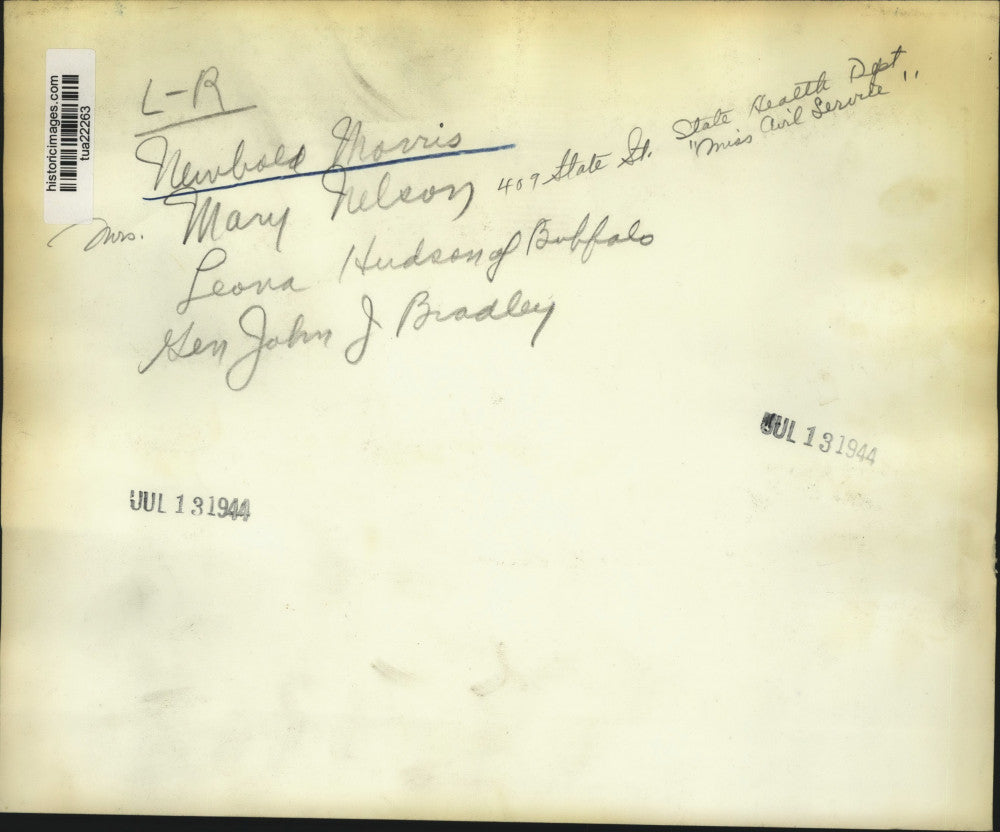 historicimages.com
tua22263
L-R
Newbold Morris
Mrs. Mary Nelson 409 State St. State Health Dept
"Miss Civil Service"
Leona Hudson of Buffalo
Gen John J Bradley
JUL 13 1944
JUL 13 1944